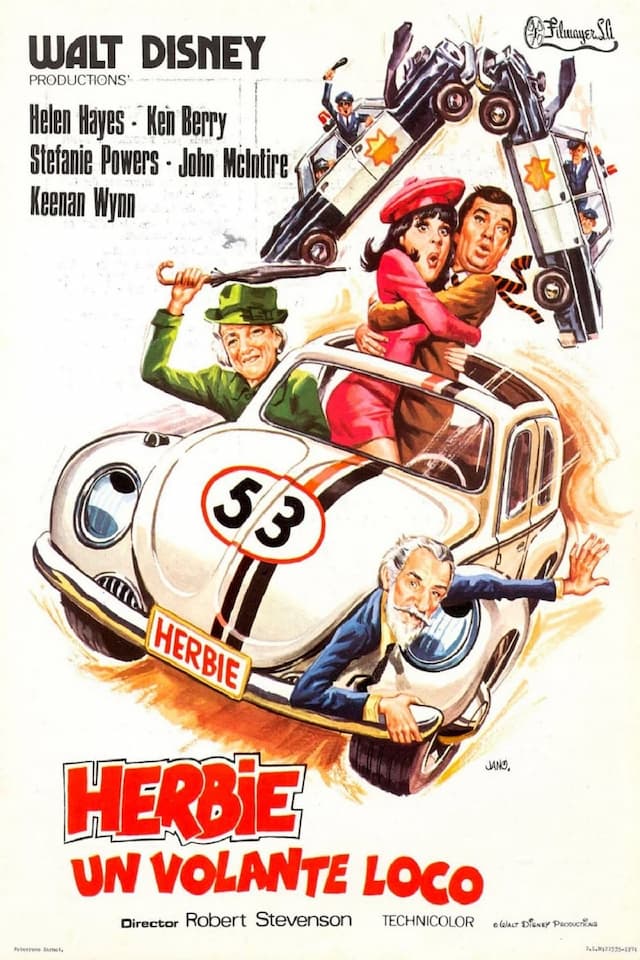 WALT DISNEY
PRODUCTIONS'
Filmayer S.A
Helen Hayes - Ken Berry
Stefanie Powers - John McIntire
Keenan Wynn
53
HERBIE
JANO.
HERBIE
UN VOLANTE LOCO
Director Robert Stevenson TECHNICOLOR © WALT DISNEY PRODUCTIONS